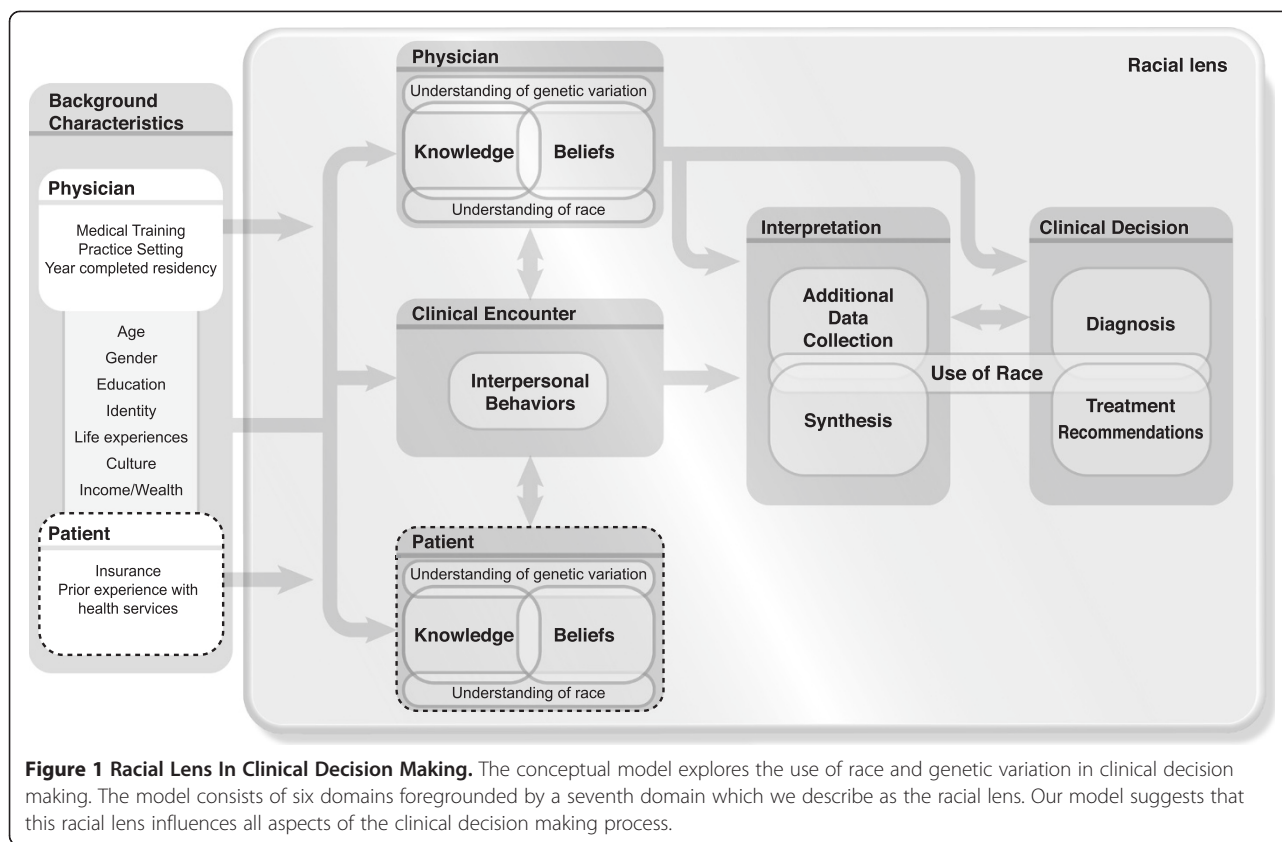 Racial lens
Background
Characteristics
Physician
Medical Training
Practice Setting
Year completed residency
Age
Gender
Education
Identity
Life experiences
Culture
Income/Wealth
Patient
Insurance
Prior experience with
health services
Physician
Understanding of genetic variation
Knowledge
Beliefs
Understanding of race
Clinical Encounter
Interpersonal
Behaviors
Patient
Understanding of genetic variation
Knowledge
Beliefs
Understanding of race
Interpretation
Additional
Data
Collection
Synthesis
Use of Race
Clinical Decision
Diagnosis
Treatment
Recommendations
Figure 1 Racial Lens In Clinical Decision Making. The conceptual model explores the use of race and genetic variation in clinical decision
making. The model consists of six domains foregrounded by a seventh domain which we describe as the racial lens. Our model suggests that
this racial lens influences all aspects of the clinical decision making process.